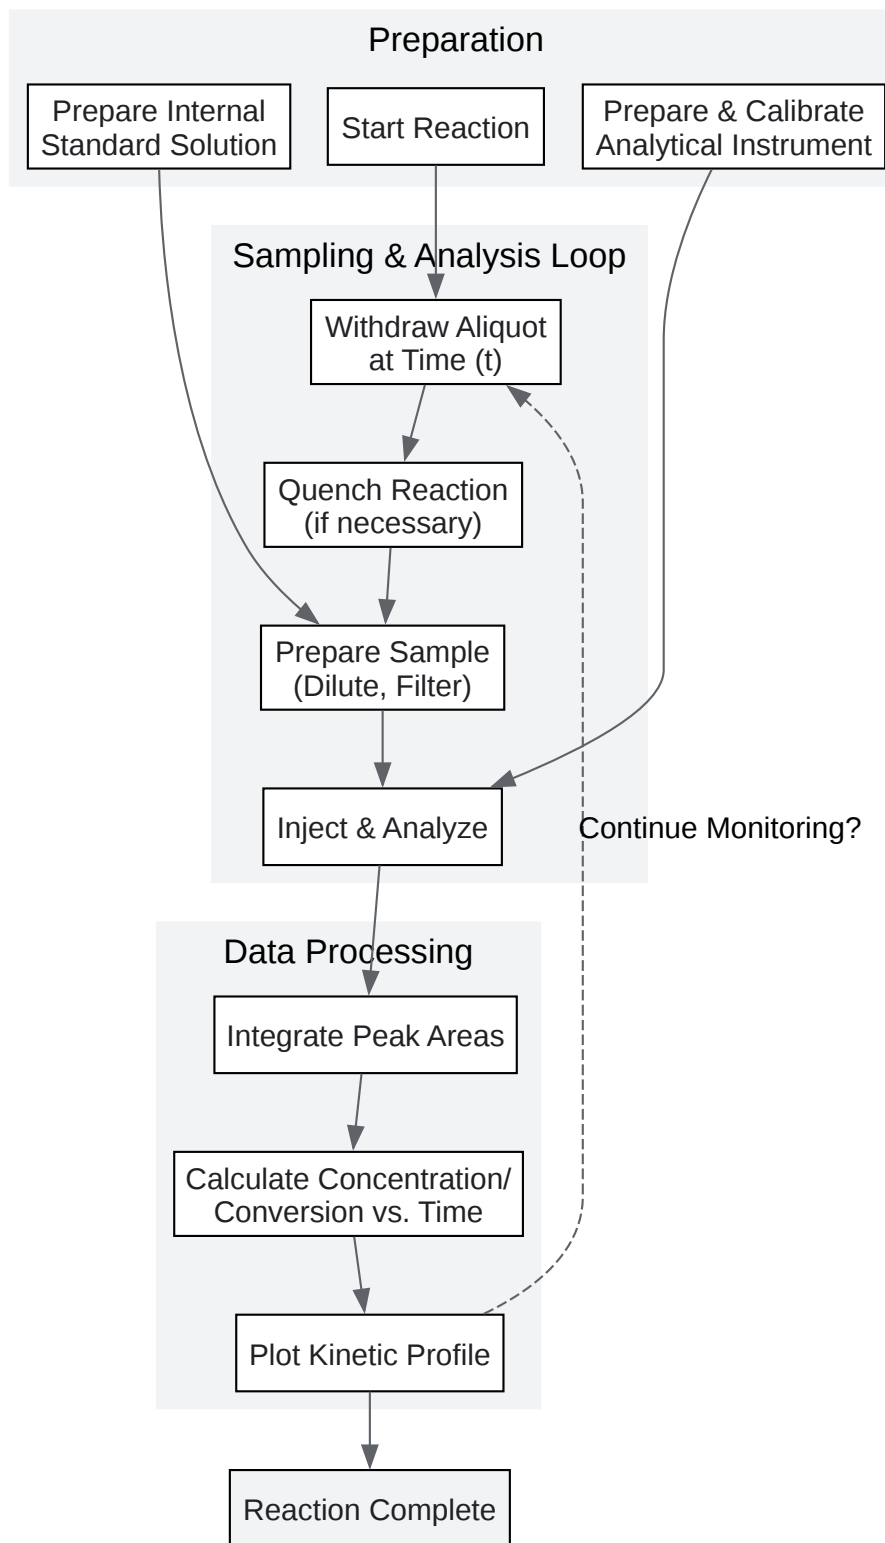 Preparation
Prepare Internal
Standard Solution
Start Reaction
Prepare & Calibrate
Analytical Instrument
Sampling & Analysis Loop
Withdraw Aliquot
at Time (t)
Quench Reaction
(if necessary)
Prepare Sample
(Dilute, Filter)
Inject & Analyze
Continue Monitoring?
Data Processing
Integrate Peak Areas
Calculate Concentration/
Conversion vs. Time
Plot Kinetic Profile
Reaction Complete